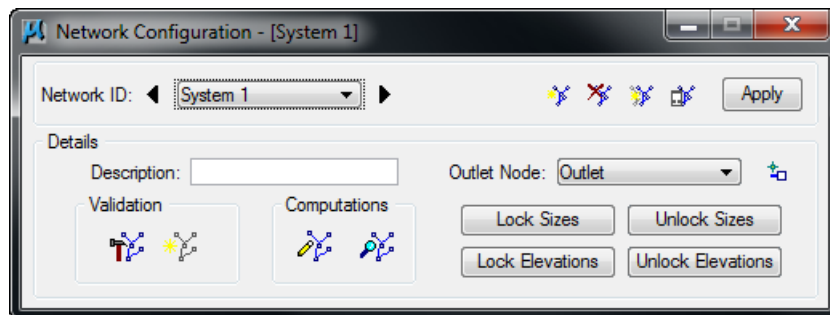 Network Configuration - [System 1]
Network ID: System 1 Apply
Details
Description: Outlet Node: Outlet
Validation Computations
Lock Sizes Unlock Sizes
Lock Elevations Unlock Elevations